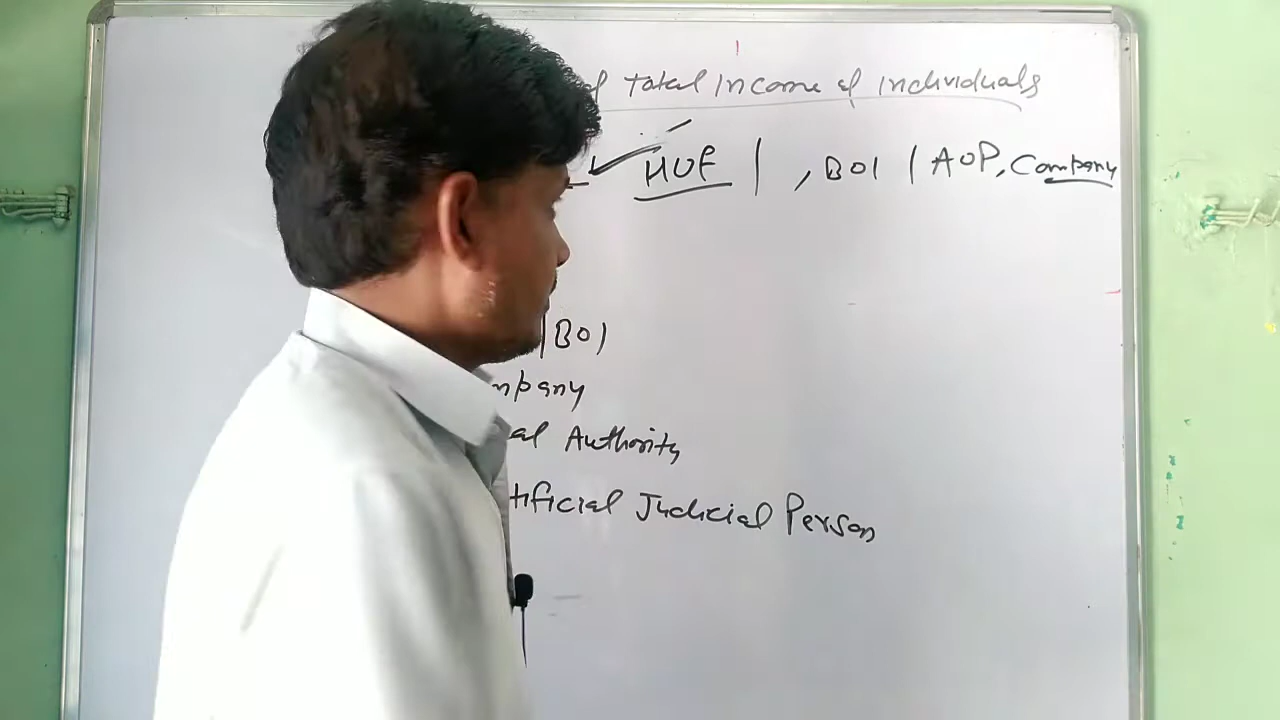 of Total Income of Individuals
HUF | , BOI | AOP, Company
|BOI
mpany
al Authority
tificial Judicial Person